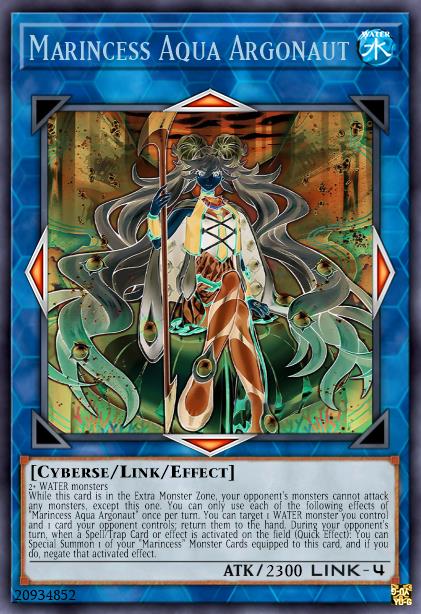 Marincess Aqua Argonaut
WATER
水
[Cyberse/Link/Effect]
2+ WATER monsters
While this card is in the Extra Monster Zone, your opponent's monsters cannot attack
any monsters, except this one. You can only use each of the following effects of
"Marincess Aqua Argonaut" once per turn. You can target 1 WATER monster you control
and 1 card your opponent controls; return them to the hand. During your opponent's
turn, when a Spell/Trap Card or effect is activated on the field (Quick Effect): You can
Special Summon 1 of your "Marincess" Monster Cards equipped to this card, and if you
do, negate that activated effect.
ATK/2300 LINK-4
20934852